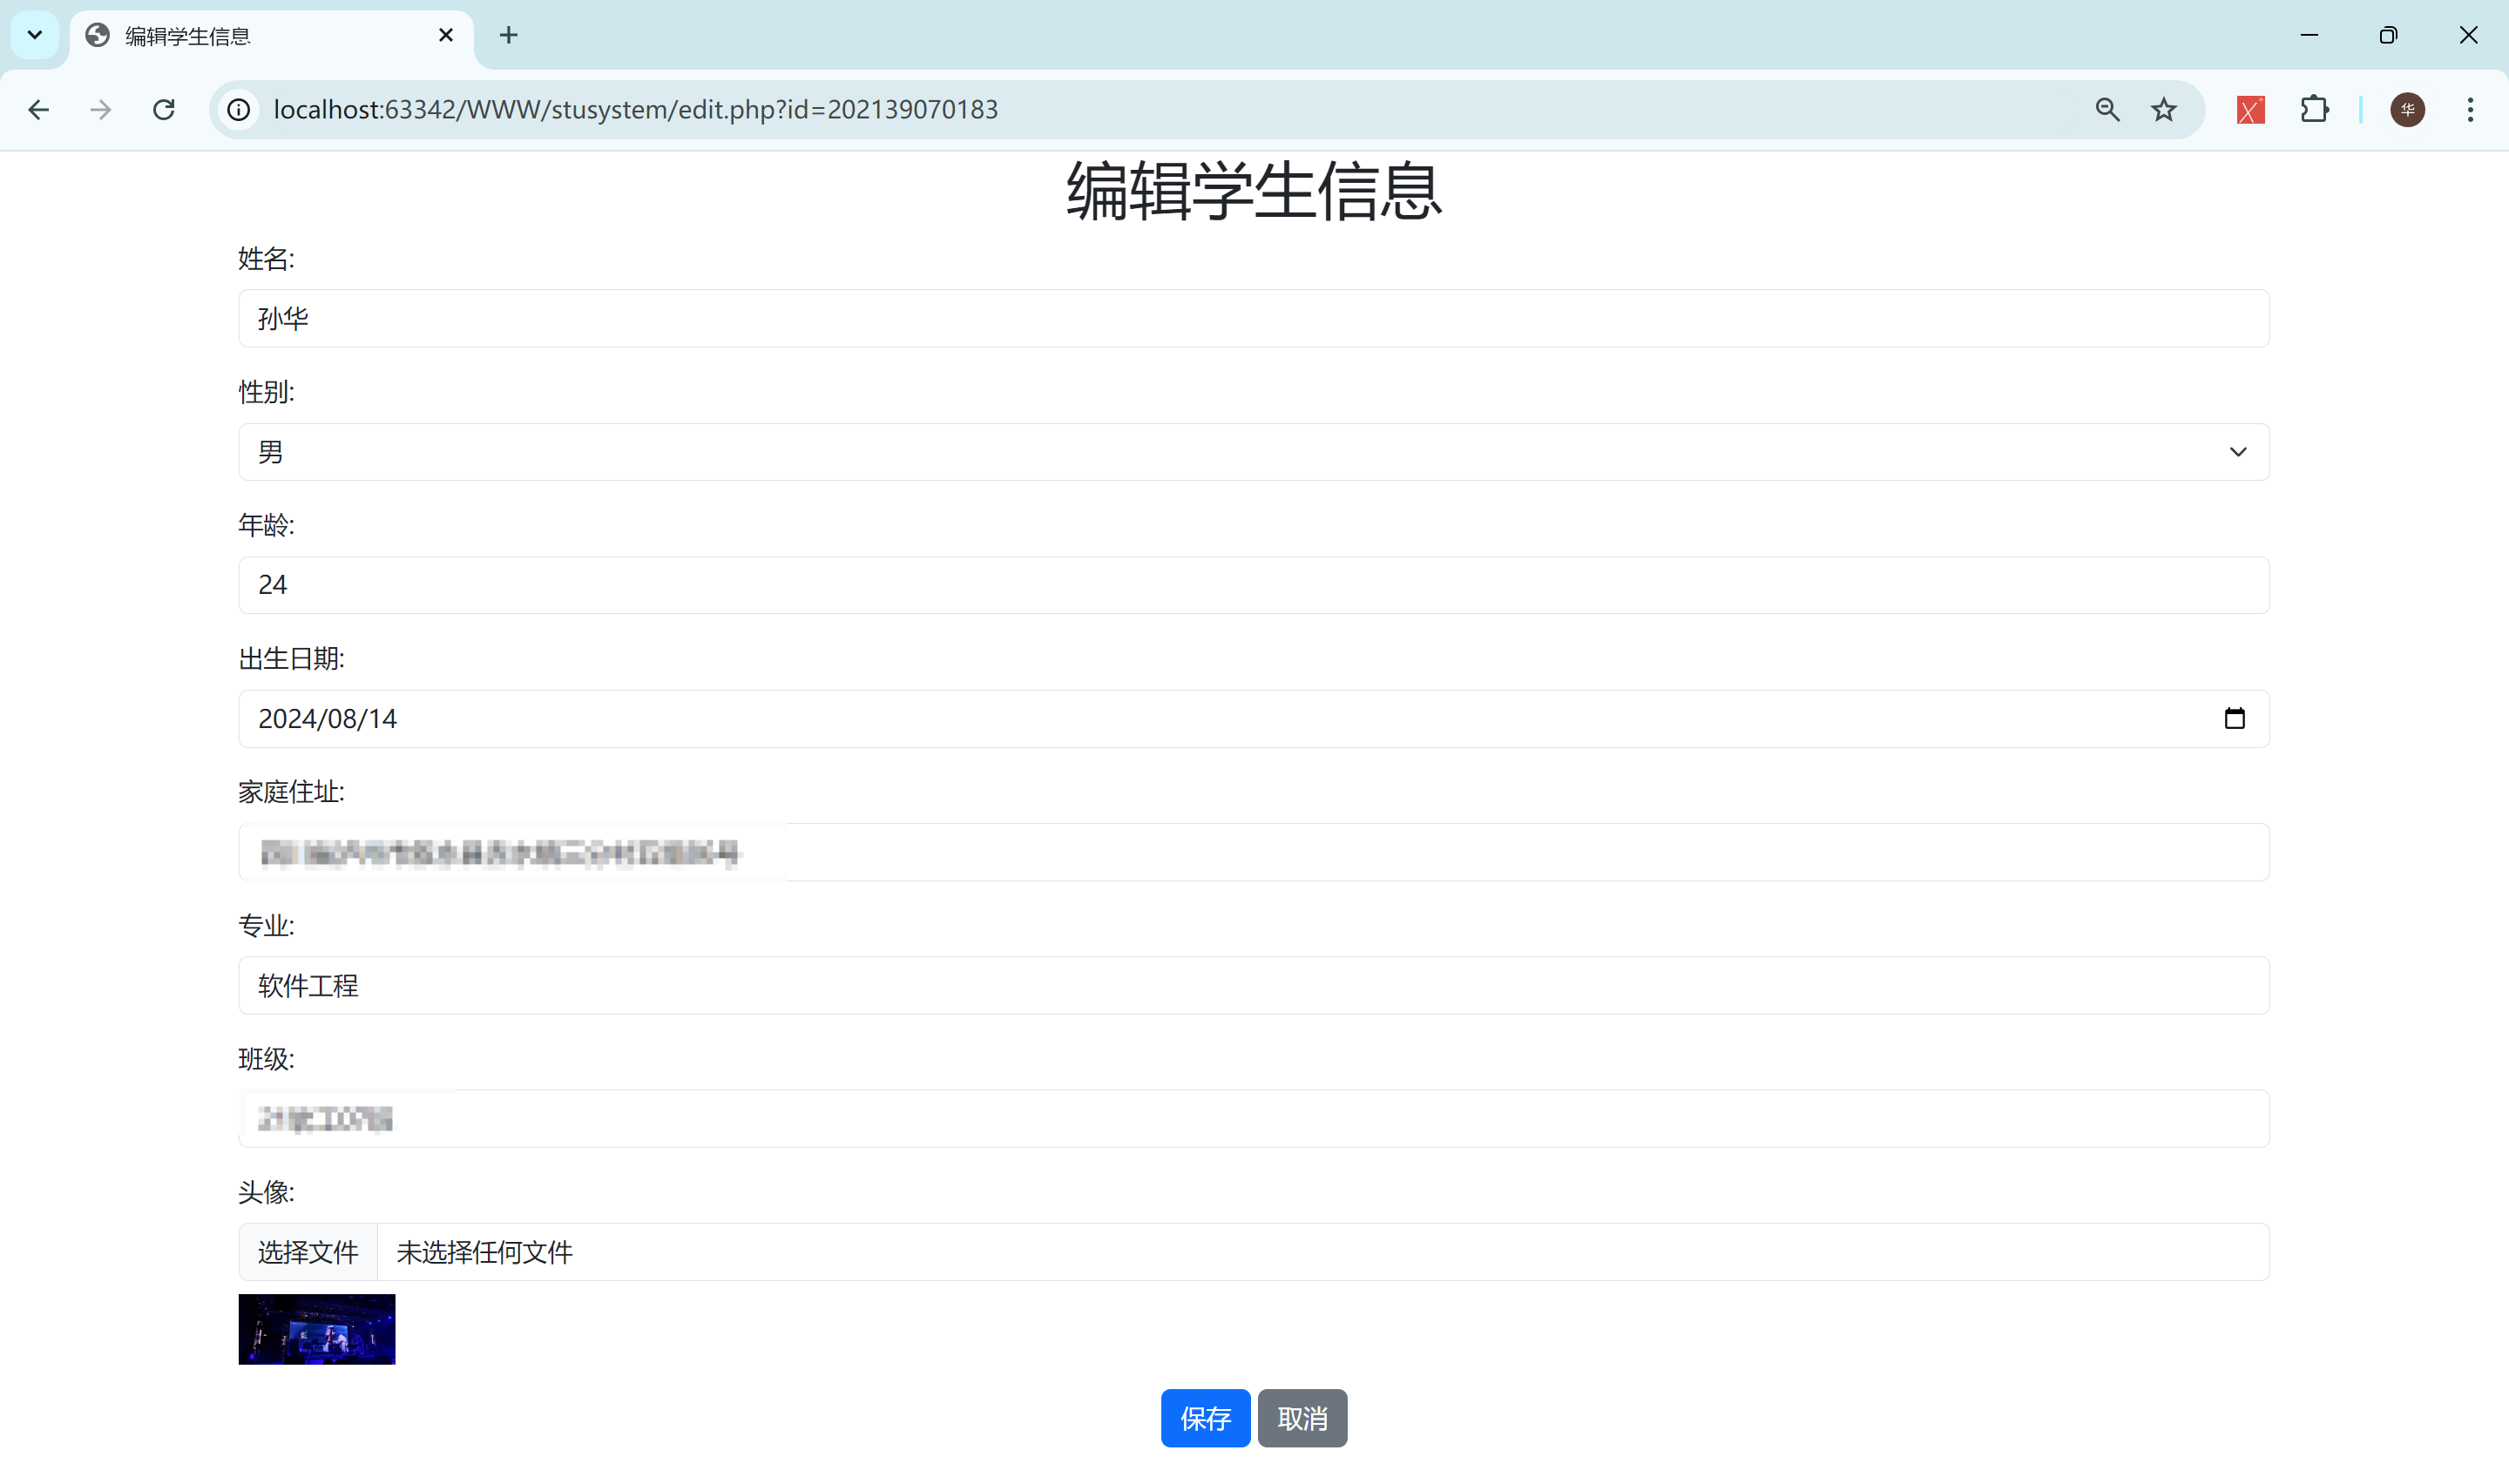 编辑学生信息
localhost:63342/WWW/stusystem/edit.php?id=202139070183
华
编辑学生信息
姓名:
孙华
性别:
男
年龄:
24
出生日期:
2024/08/14
家庭住址:
专业:
软件工程
班级:
头像:
选择文件 未选择任何文件
保存 取消